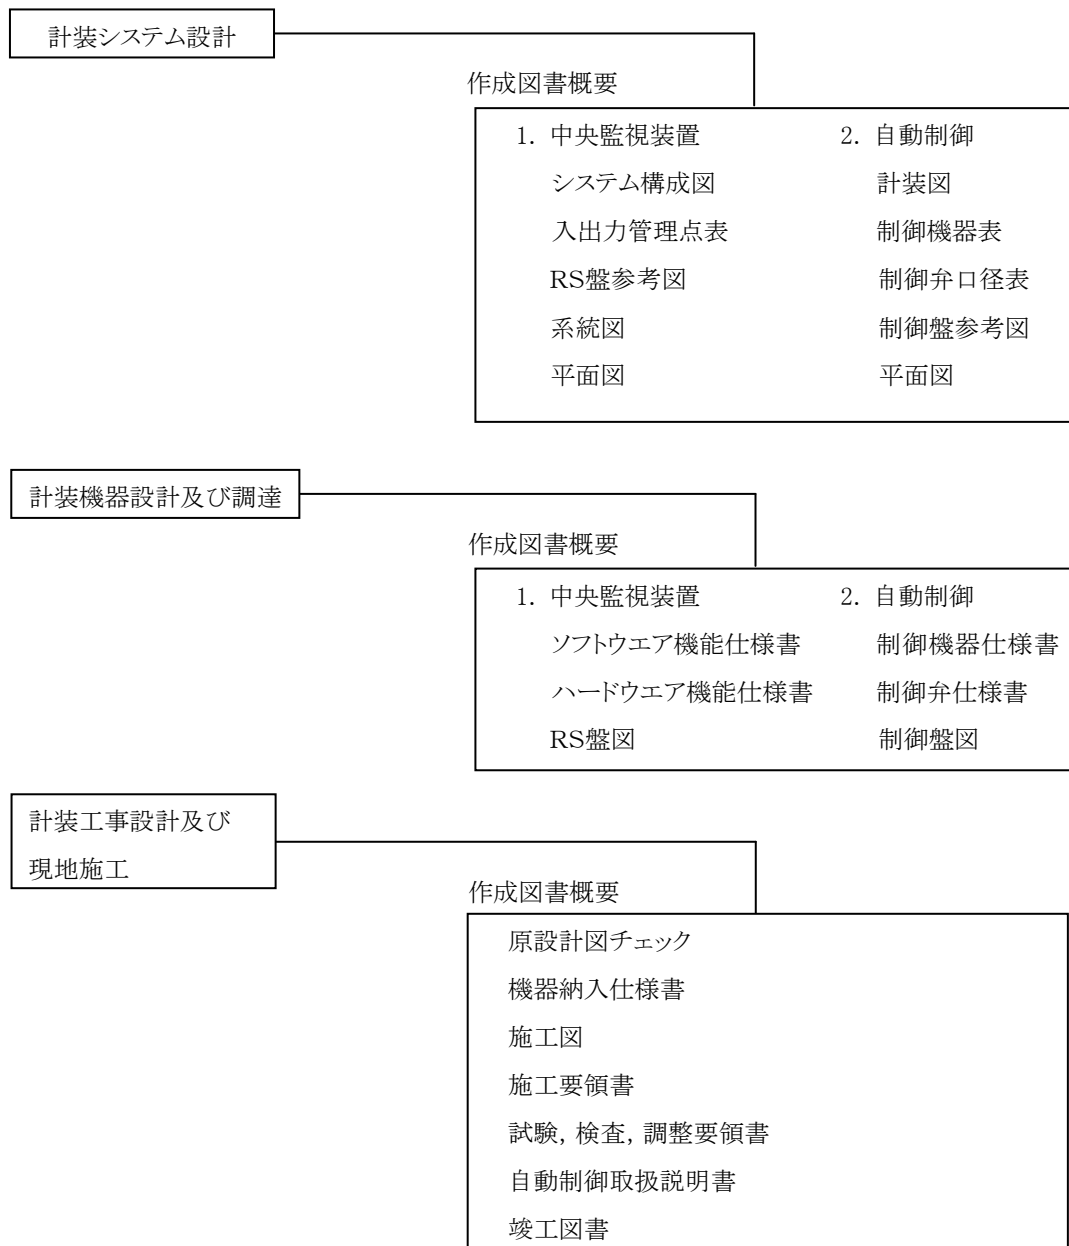 計装システム設計
作成図書概要
1. 中央監視装置 2. 自動制御
システム構成図 計装図
入出力管理点表 制御機器表
RS盤参考図 制御弁口径表
系統図 制御盤参考図
平面図 平面図
計装機器設計及び調達
作成図書概要
1. 中央監視装置 2. 自動制御
ソフトウエア機能仕様書 制御機器仕様書
ハードウエア機能仕様書 制御弁仕様書
RS盤図 制御盤図
計装工事設計及び
現地施工
作成図書概要
原設計図チェック
機器納入仕様書
施工図
施工要領書
試験, 検査, 調整要領書
自動制御取扱説明書
竣工図書